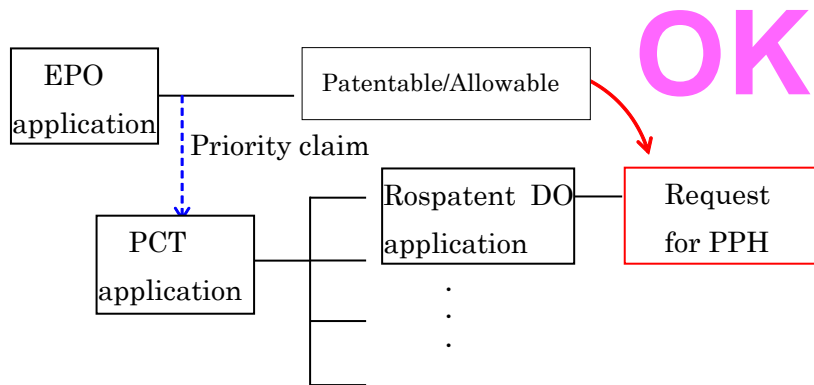 OK
EPO
application
Patentable/Allowable
Priority claim
PCT
application
Rospatent DO
application
Request
for PPH